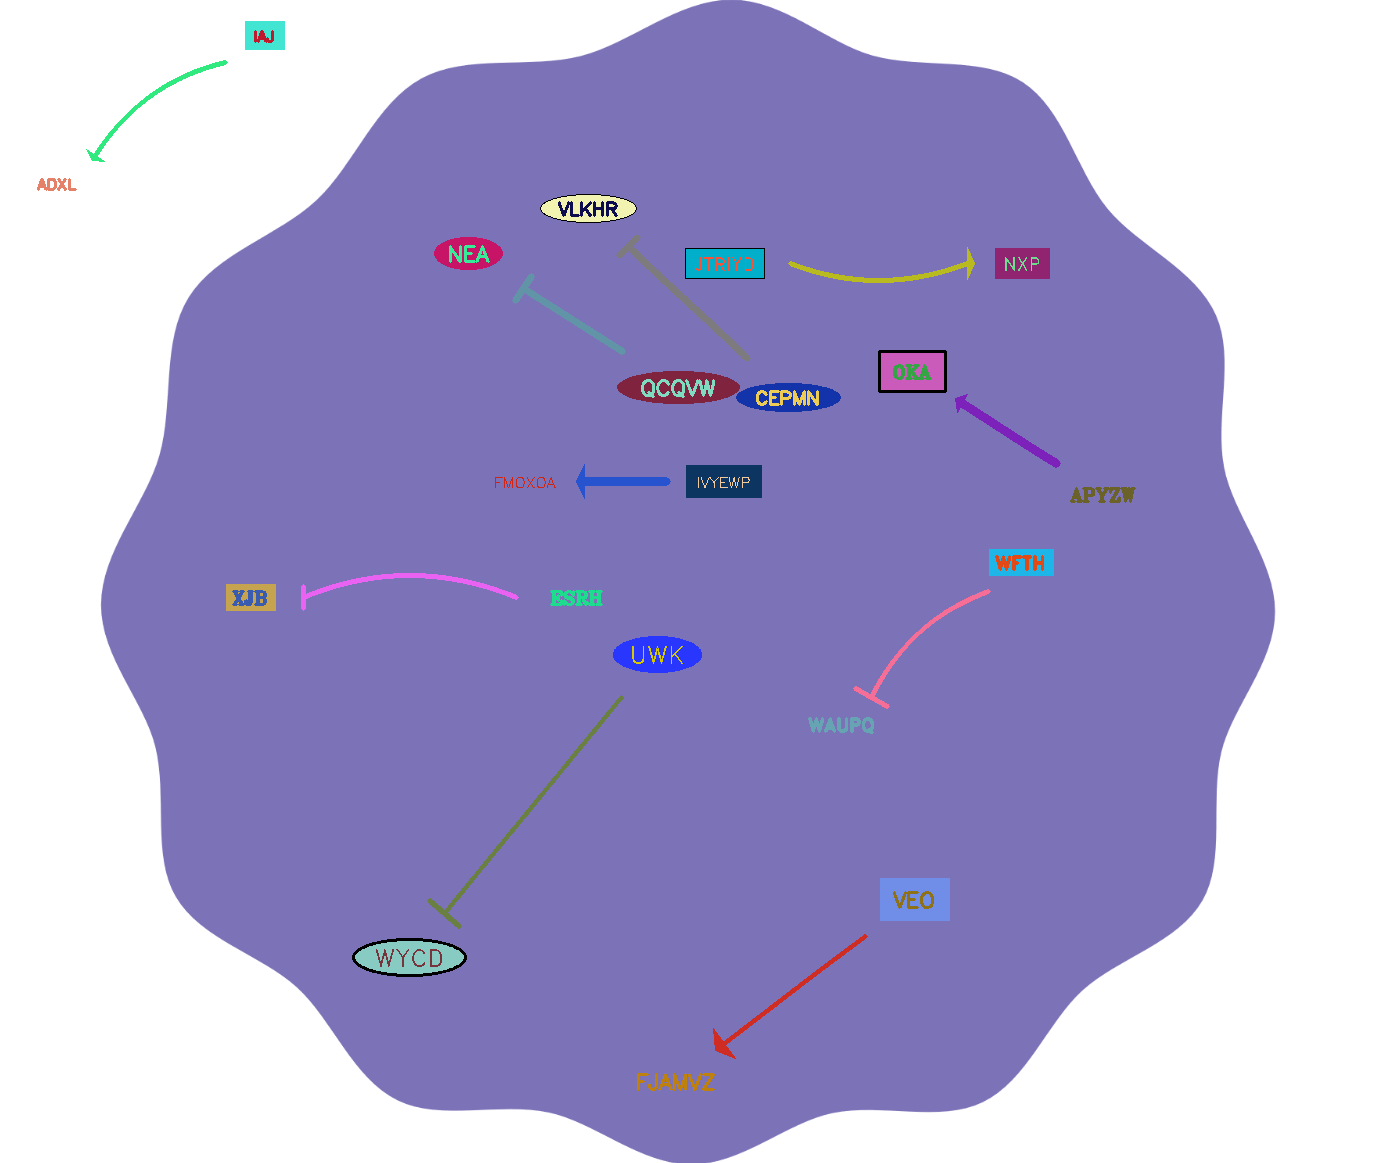 IAJ
ADXL
VLKHR
NEA
NXP
OKA
QCQVW
CEPMN
FMOXOA
IVYEWP
APYZW
WFTH
XJB
ESRH
UWK
WAUPQ
VEO
WYCD
FJAMVZ